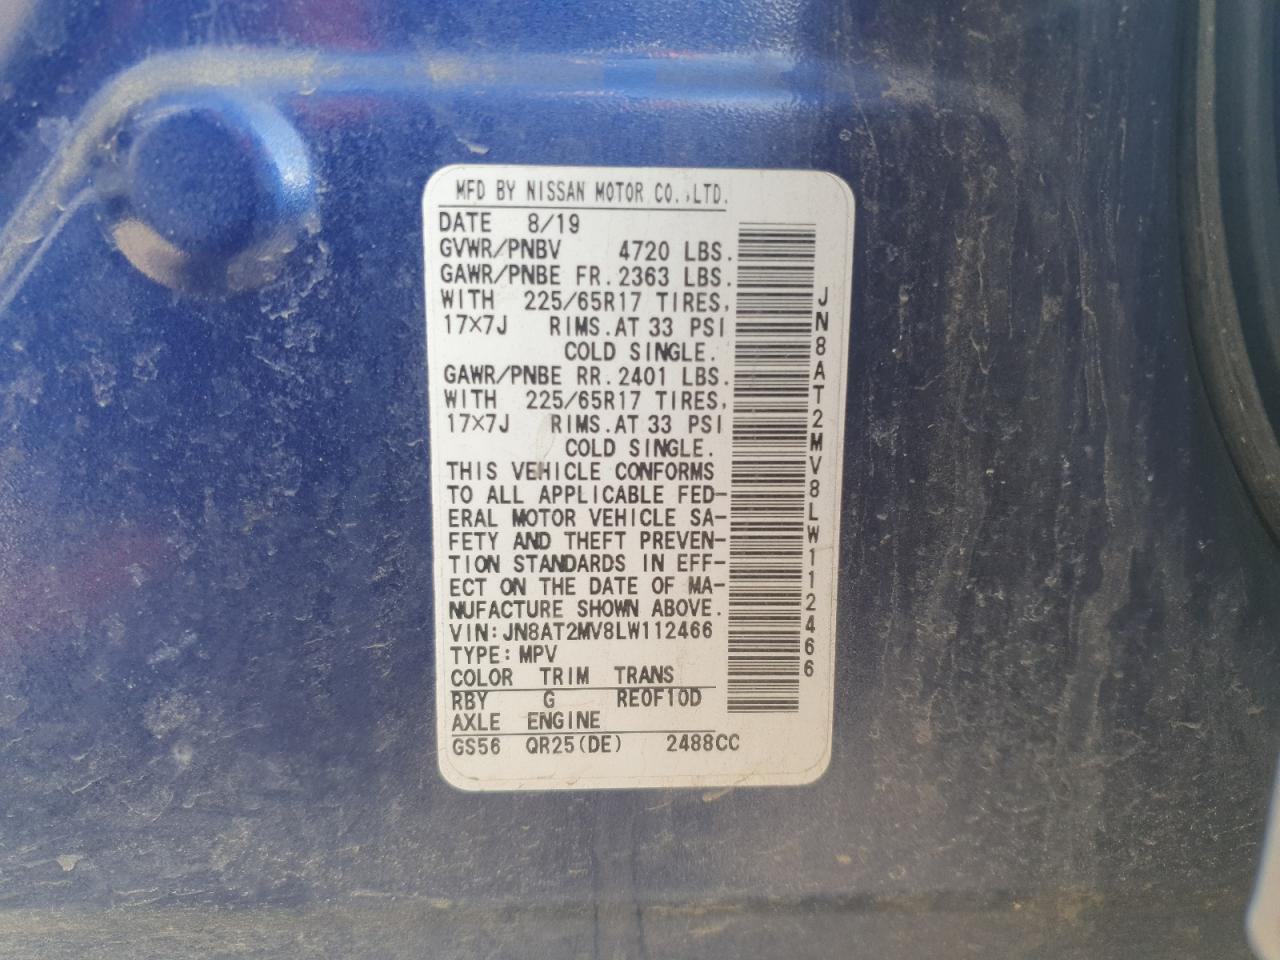 MFD BY NISSAN MOTOR CO.,LTD.
DATE 8/19
GVWR/PNBV 4720 LBS.
GAWR/PNBE FR.2363 LBS.
WITH 225/65R17 TIRES,
17×7J RIMS.AT 33 PSI
COLD SINGLE.
GAWR/PNBE RR.2401 LBS.
WITH 225/65R17 TIRES,
17×7J RIMS.AT 33 PSI
COLD SINGLE.
THIS VEHICLE CONFORMS
TO ALL APPLICABLE FED-
ERAL MOTOR VEHICLE SA-
FETY AND THEFT PREVEN-
TION STANDARDS IN EFF-
ECT ON THE DATE OF MA-
NUFACTURE SHOWN ABOVE.
VIN:JN8AT2MV8LW112466
TYPE:MPV
COLOR TRIM TRANS
RBY G RE0F10D
AXLE ENGINE
GS56 QR25(DE) 2488CC
JN8AT2MV8LW112466